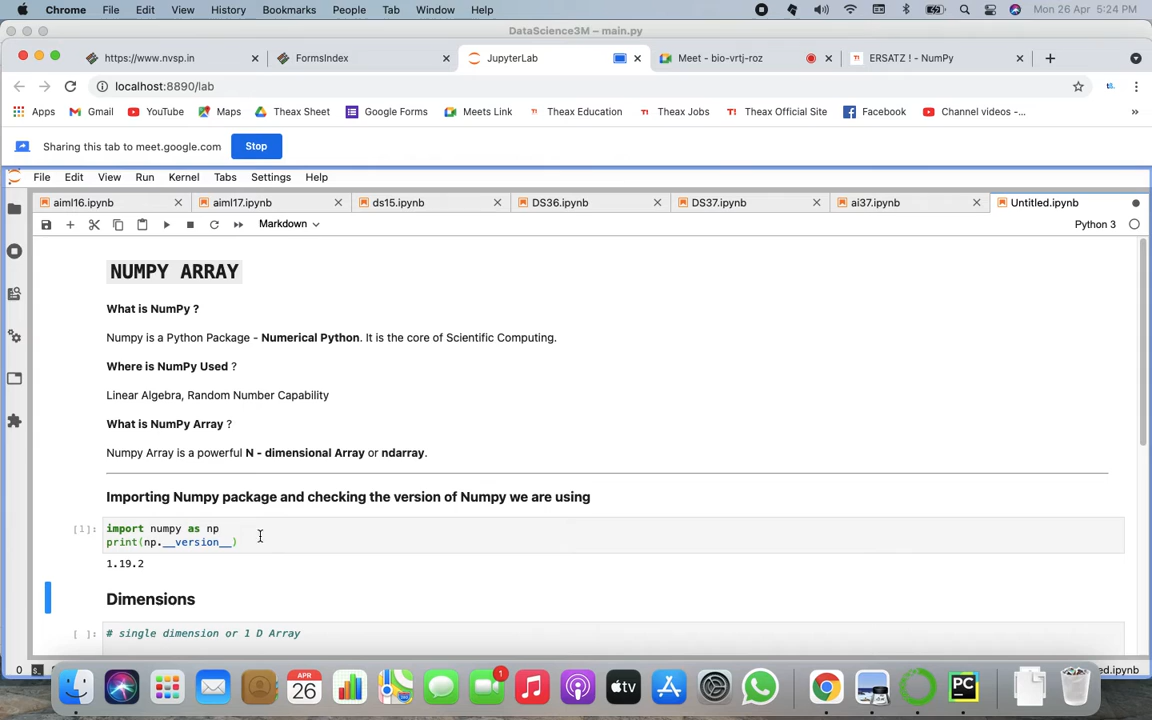 Chrome File Edit View History Bookmarks People Tab Window Help Mon 26 Apr 5:24 PM
DataScience3M – main.py
https://www.nvsp.in FormsIndex JupyterLab Meet - bio-vrtj-roz ERSATZ ! - NumPy
localhost:8890/lab
Apps Gmail YouTube Maps Theax Sheet Google Forms Meets Link Theax Education Theax Jobs Theax Official Site Facebook Channel videos -...
Sharing this tab to meet.google.com Stop
File Edit View Run Kernel Tabs Settings Help
aiml16.ipynb aiml17.ipynb ds15.ipynb DS36.ipynb DS37.ipynb ai37.ipynb Untitled.ipynb
Markdown Python 3
NUMPY ARRAY
What is NumPy ?
Numpy is a Python Package - Numerical Python. It is the core of Scientific Computing.
Where is NumPy Used ?
Linear Algebra, Random Number Capability
What is NumPy Array ?
Numpy Array is a powerful N - dimensional Array or ndarray.
Importing Numpy package and checking the version of Numpy we are using
[1]: import numpy as np
print(np.__version__)
1.19.2
Dimensions
[ ]: # single dimension or 1 D Array
0 ed.ipynb
APR
26
1
tv
PC